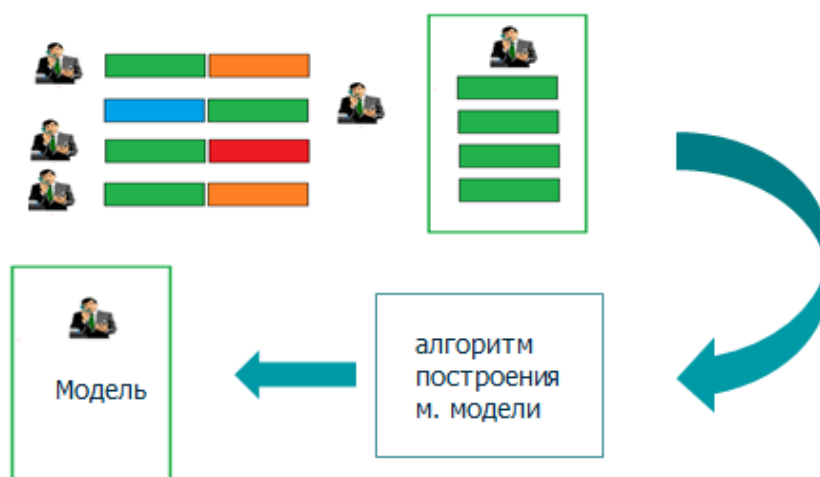 алгоритм
построения
м. модели
Модель